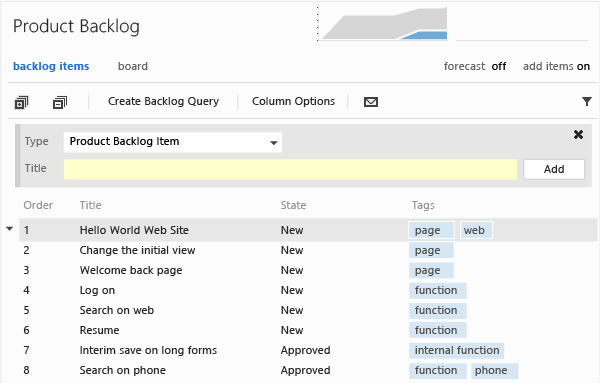 Product Backlog
backlog items board forecast off add items on
Create Backlog Query Column Options
Type Product Backlog Item
Title Add
Order Title State Tags
1 Hello World Web Site New page web
2 Change the initial view New page
3 Welcome back page New page
4 Log on New function
5 Search on web New function
6 Resume New function
7 Interim save on long forms Approved internal function
8 Search on phone Approved function phone